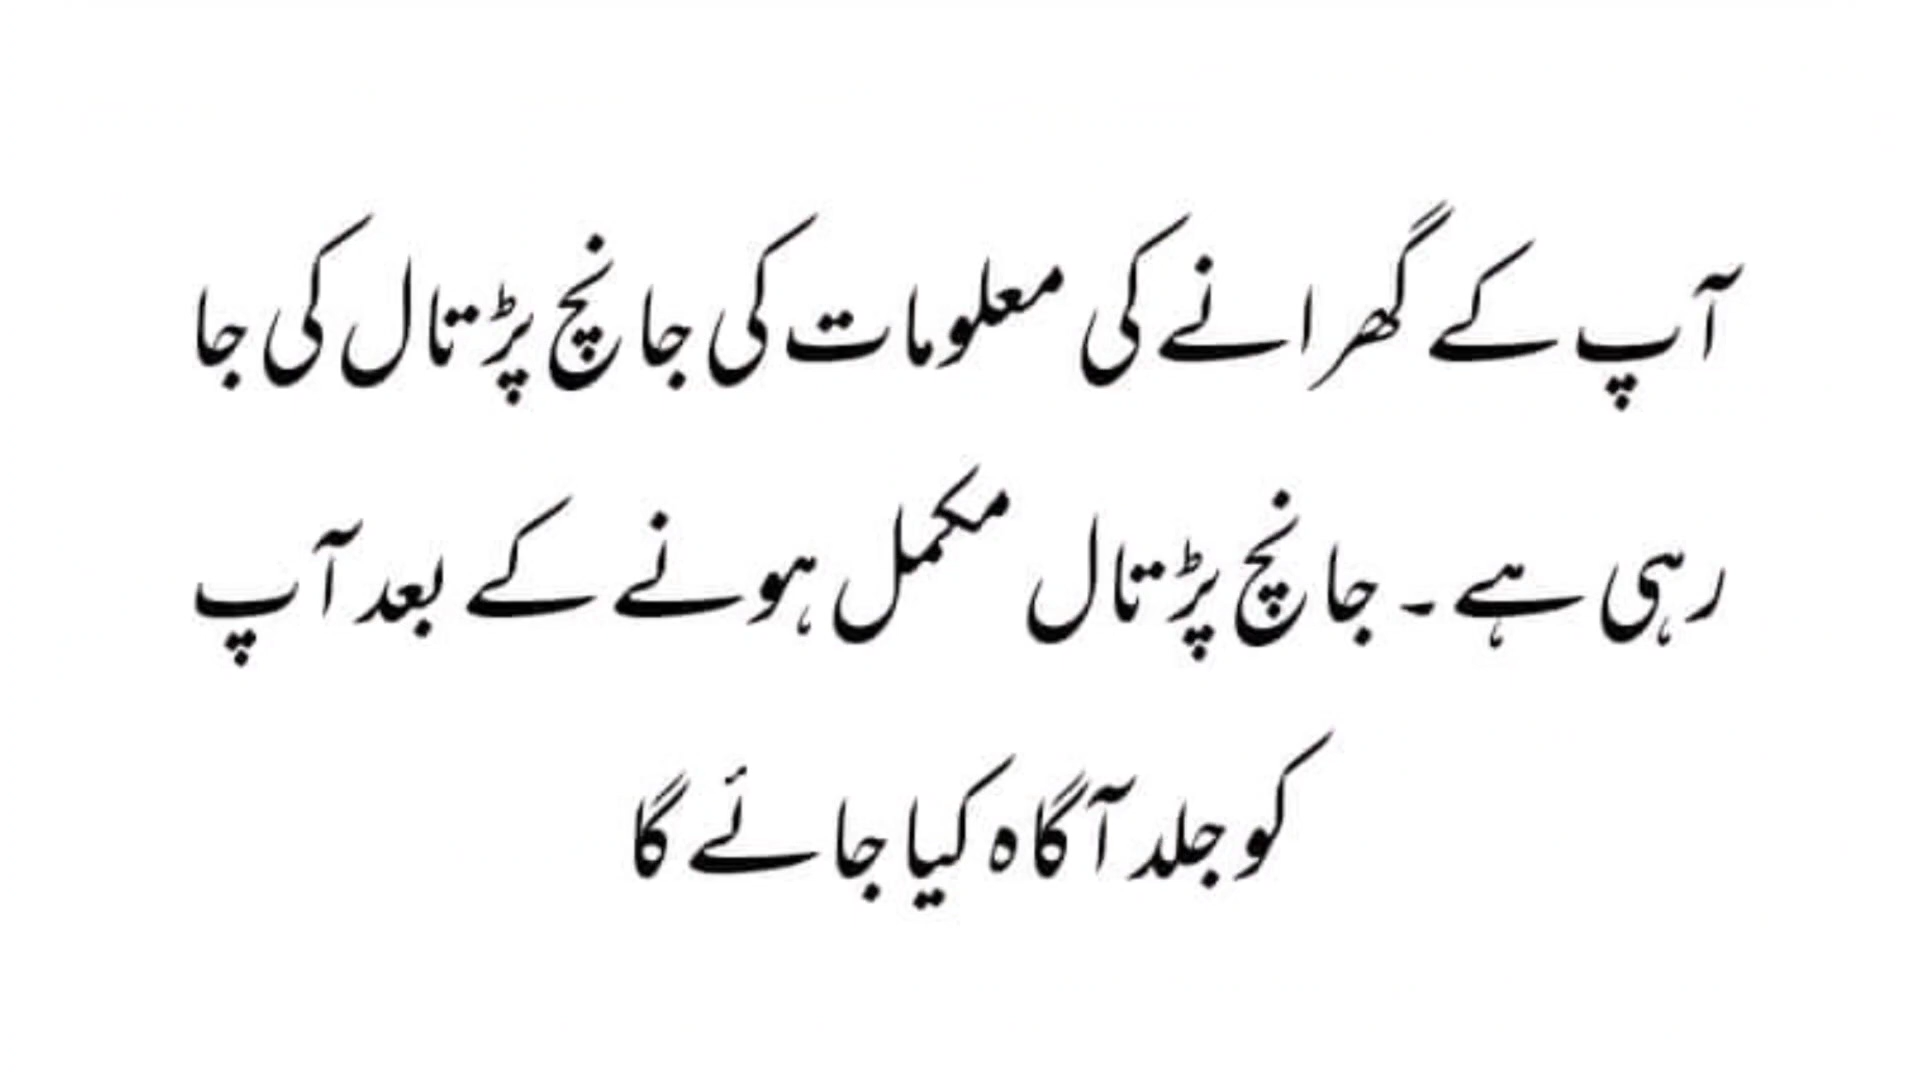 آپ کے گھرانے کی معلومات کی جانچ پڑتال کی جا
رہی ہے ۔ جانچ پڑتال مکمل ہونے کے بعد آپ
کو جلد آگاہ کیا جائے گا